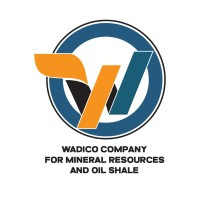 WADICO COMPANY
FOR MINERAL RESOURCES
AND OIL SHALE